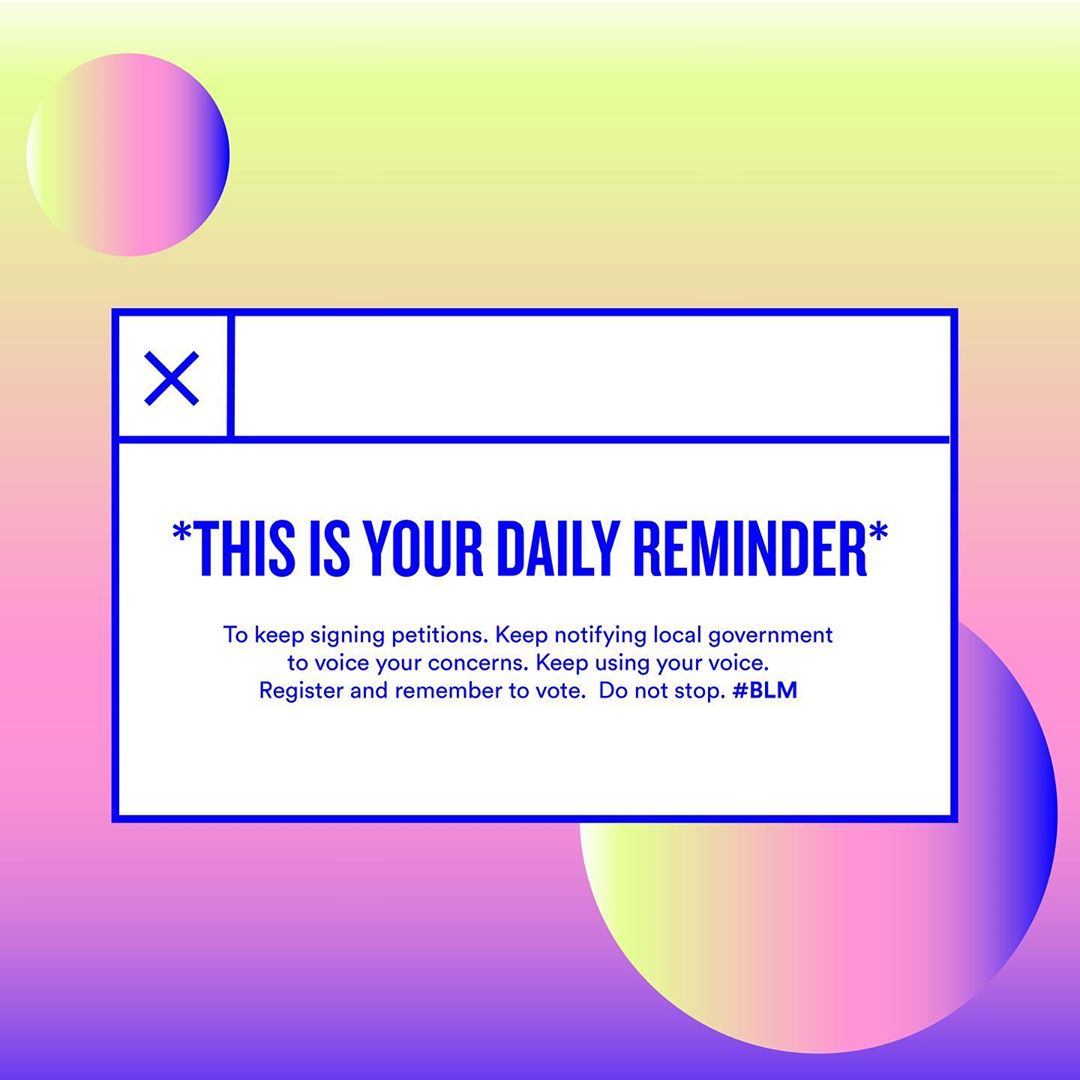 *THIS IS YOUR DAILY REMINDER*
To keep signing petitions. Keep notifying local government
to voice your concerns. Keep using your voice.
Register and remember to vote.  Do not stop. #BLM